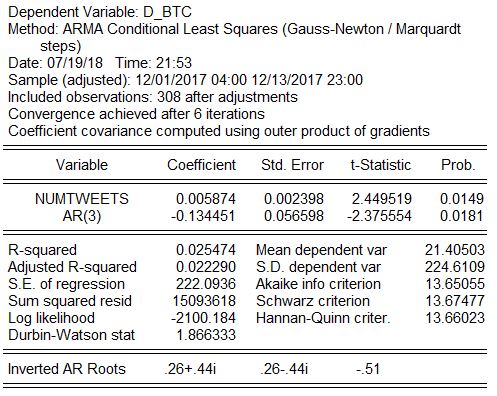 Dependent Variable: D_BTC
Method: ARMA Conditional Least Squares (Gauss-Newton / Marquardt
steps)
Date: 07/19/18 Time: 21:53
Sample (adjusted): 12/01/2017 04:00 12/13/2017 23:00
Included observations: 308 after adjustments
Convergence achieved after 6 iterations
Coefficient covariance computed using outer product of gradients
Variable Coefficient Std. Error t-Statistic Prob.
NUMTWEETS 0.005874 0.002398 2.449519 0.0149
AR(3) -0.134451 0.056598 -2.375554 0.0181
R-squared 0.025474 Mean dependent var 21.40503
Adjusted R-squared 0.022290 S.D. dependent var 224.6109
S.E. of regression 222.0936 Akaike info criterion 13.65055
Sum squared resid 15093618 Schwarz criterion 13.67477
Log likelihood -2100.184 Hannan-Quinn criter. 13.66023
Durbin-Watson stat 1.866333
Inverted AR Roots .26+.44i .26-.44i -.51